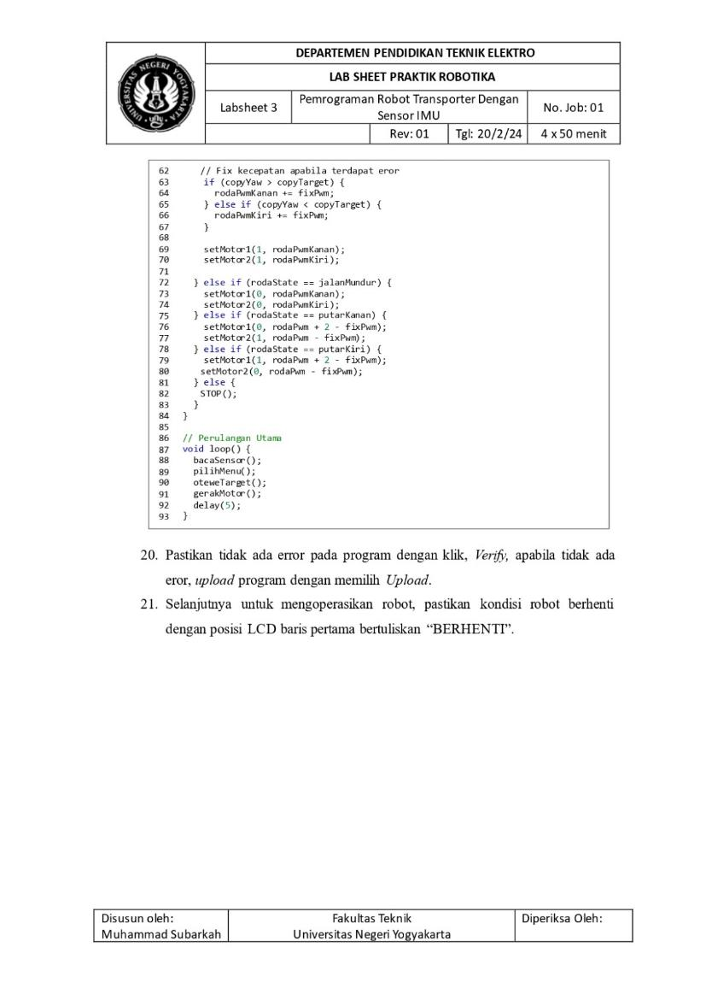 UNIVERSITAS NEGERI YOGYAKARTA
UNY
DEPARTEMEN PENDIDIKAN TEKNIK ELEKTRO
LAB SHEET PRAKTIK ROBOTIKA
Labsheet 3
Pemrograman Robot Transporter Dengan
Sensor IMU
No. Job: 01
Rev: 01
Tgl: 20/2/24
4 x 50 menit
62 // Fix kecepatan apabila terdapat eror
63 if (copyYaw > copyTarget) {
64 rodaPwmKanan += fixPwm;
65 } else if (copyYaw < copyTarget) {
66 rodaPwmKiri += fixPwm;
67 }
68
69 setMotor1(1, rodaPwmKanan);
70 setMotor2(1, rodaPwmKiri);
71
72 } else if (rodaState == jalanMundur) {
73 setMotor1(0, rodaPwmKanan);
74 setMotor2(0, rodaPwmKiri);
75 } else if (rodaState == putarKanan) {
76 setMotor1(0, rodaPwm + 2 - fixPwm);
77 setMotor2(1, rodaPwm - fixPwm);
78 } else if (rodaState == putarKiri) {
79 setMotor1(1, rodaPwm + 2 - fixPwm);
80 setMotor2(0, rodaPwm - fixPwm);
81 } else {
82 STOP();
83 }
84 }
85
86 // Perulangan Utama
87 void loop() {
88 bacaSensor();
89 pilihMenu();
90 oteweTarget();
91 gerakMotor();
92 delay(5);
93 }
20. Pastikan tidak ada error pada program dengan klik, Verify, apabila tidak ada
eror, upload program dengan memilih Upload.
21. Selanjutnya untuk mengoperasikan robot, pastikan kondisi robot berhenti
dengan posisi LCD baris pertama bertuliskan “BERHENTI”.
Disusun oleh:
Muhammad Subarkah
Fakultas Teknik
Universitas Negeri Yogyakarta
Diperiksa Oleh: